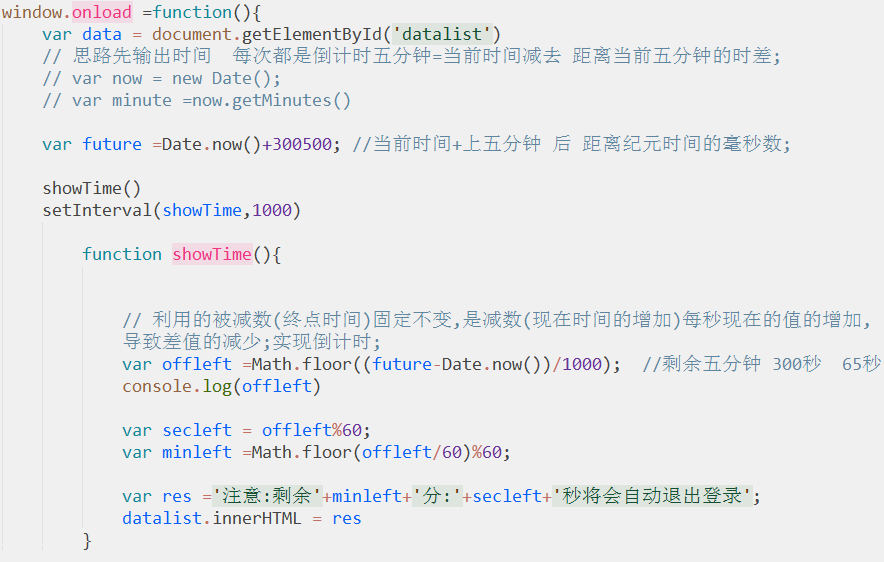 window.onload =function(){
var data = document.getElementById('datalist')
// 思路先输出时间  每次都是倒计时五分钟=当前时间减去 距离当前五分钟的时差;
// var now = new Date();
// var minute =now.getMinutes()
var future =Date.now()+300500; //当前时间+上五分钟 后 距离纪元时间的毫秒数;
showTime()
setInterval(showTime,1000)
function showTime(){
// 利用的被减数(终点时间)固定不变,是减数(现在时间的增加)每秒现在的值的增加,
导致差值的减少;实现倒计时;
var offleft =Math.floor((future-Date.now())/1000);  //剩余五分钟 300秒  65秒
console.log(offleft)
var secleft = offleft%60;
var minleft =Math.floor(offleft/60)%60;
var res ='注意:剩余'+minleft+'分:'+secleft+'秒将会自动退出登录';
datalist.innerHTML = res
}